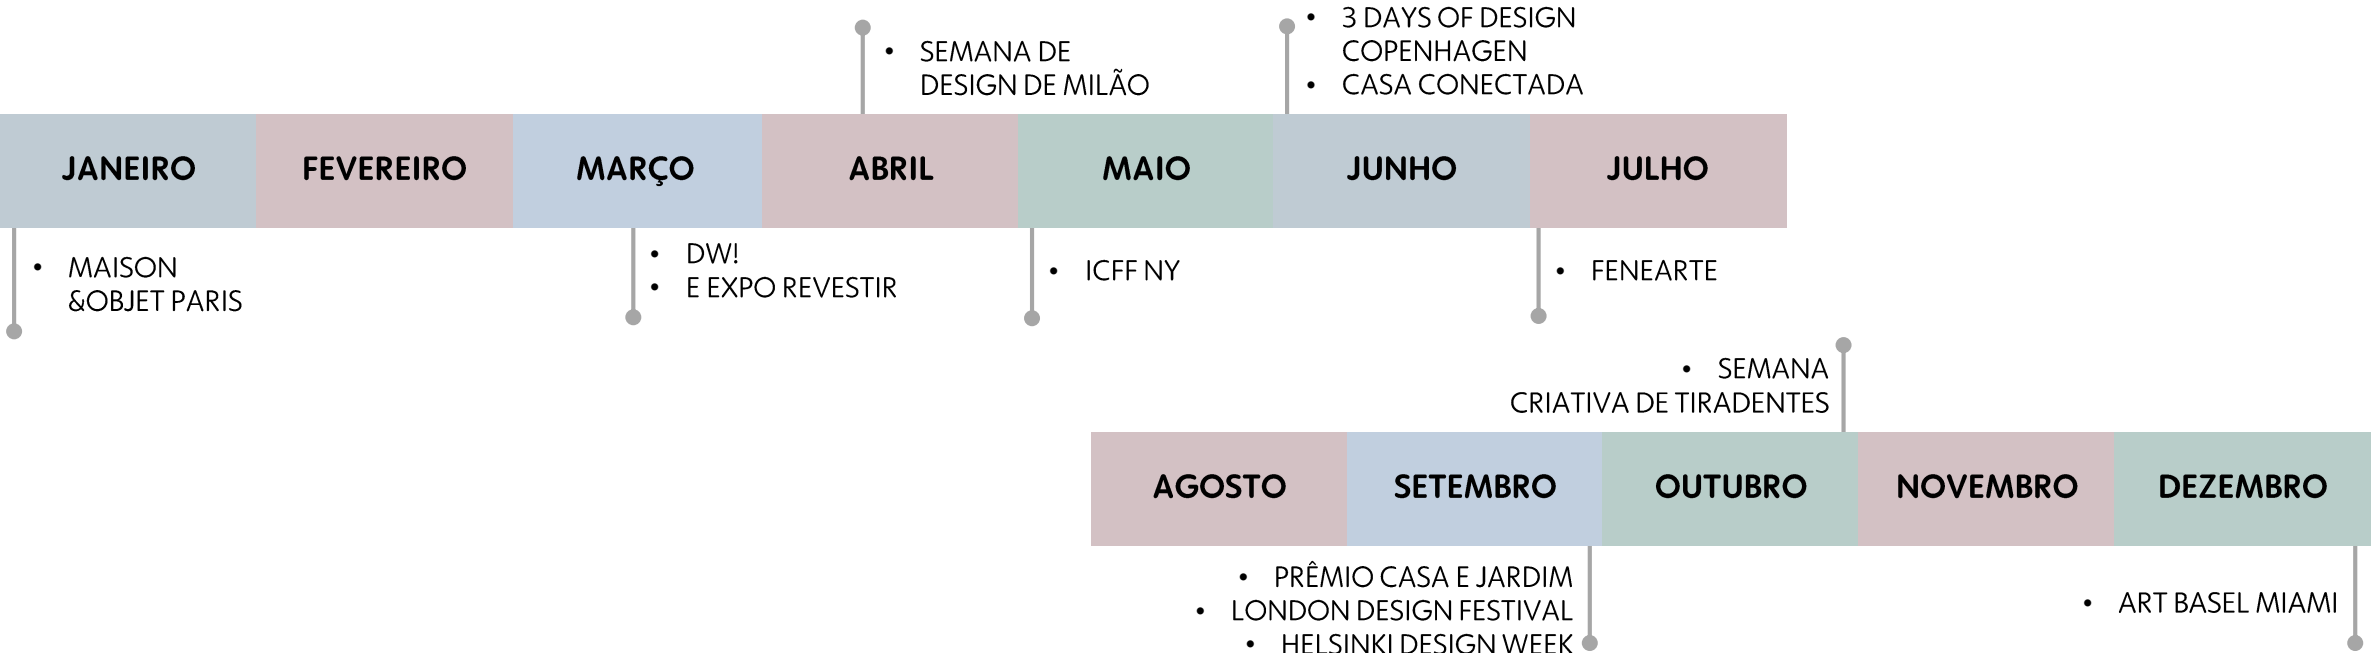 • 3 DAYS OF DESIGN
COPENHAGEN
• CASA CONECTADA
• SEMANA DE
DESIGN DE MILÃO
JANEIRO
FEVEREIRO
MARÇO
ABRIL
MAIO
JUNHO
JULHO
• MAISON
&OBJET PARIS
• DW!
• E EXPO REVESTIR
• ICFF NY
• FENEARTE
• SEMANA
CRIATIVA DE TIRADENTES
AGOSTO
SETEMBRO
OUTUBRO
NOVEMBRO
DEZEMBRO
• PRÊMIO CASA E JARDIM
• LONDON DESIGN FESTIVAL
• HELSINKI DESIGN WEEK
• ART BASEL MIAMI